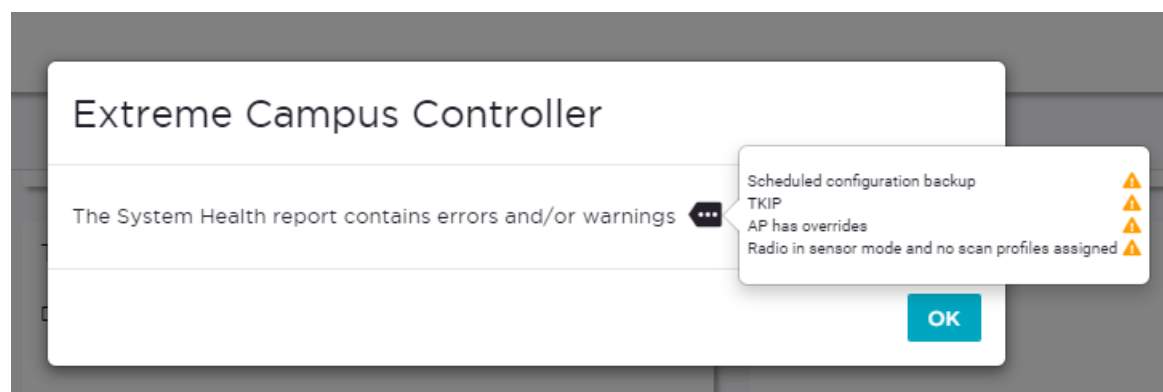 Extreme Campus Controller
The System Health report contains errors and/or warnings
Scheduled configuration backup
TKIP
AP has overrides
Radio in sensor mode and no scan profiles assigned
OK